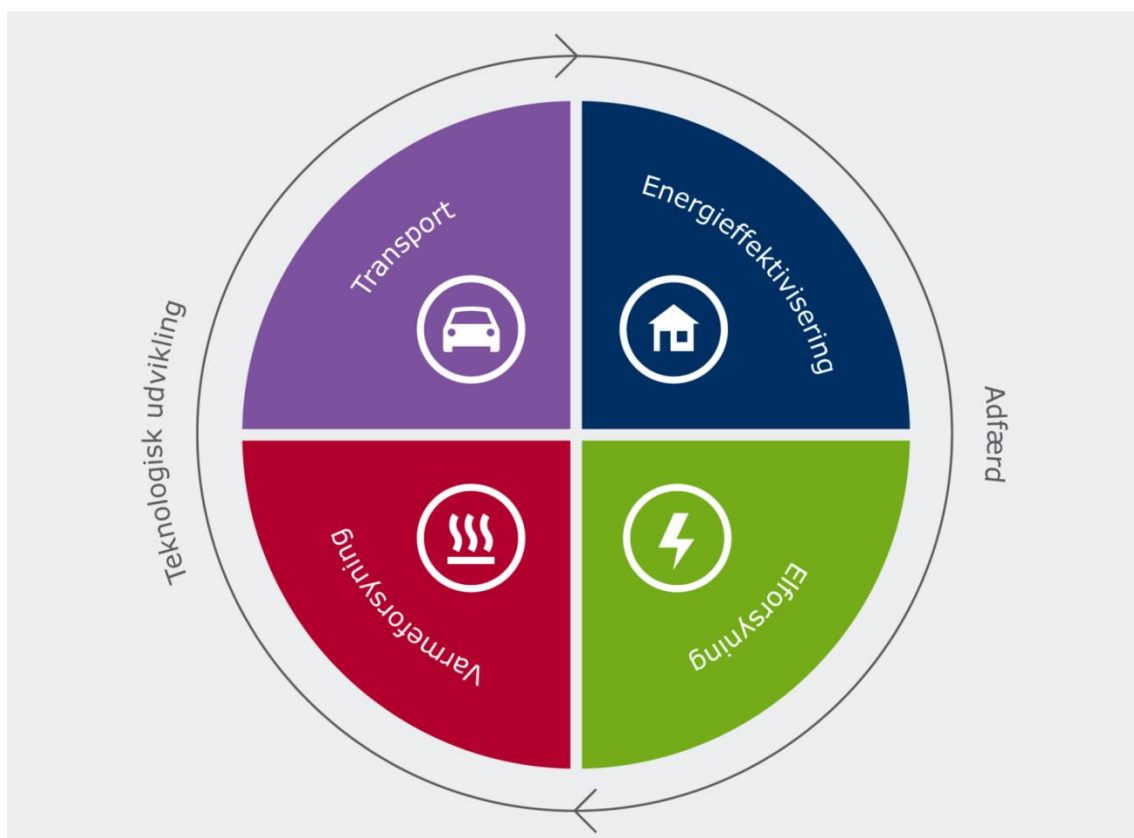 Transport
Energieffektivisering
Teknologisk udvikling
Adfærd
Varmeforsyning
Elforsyning